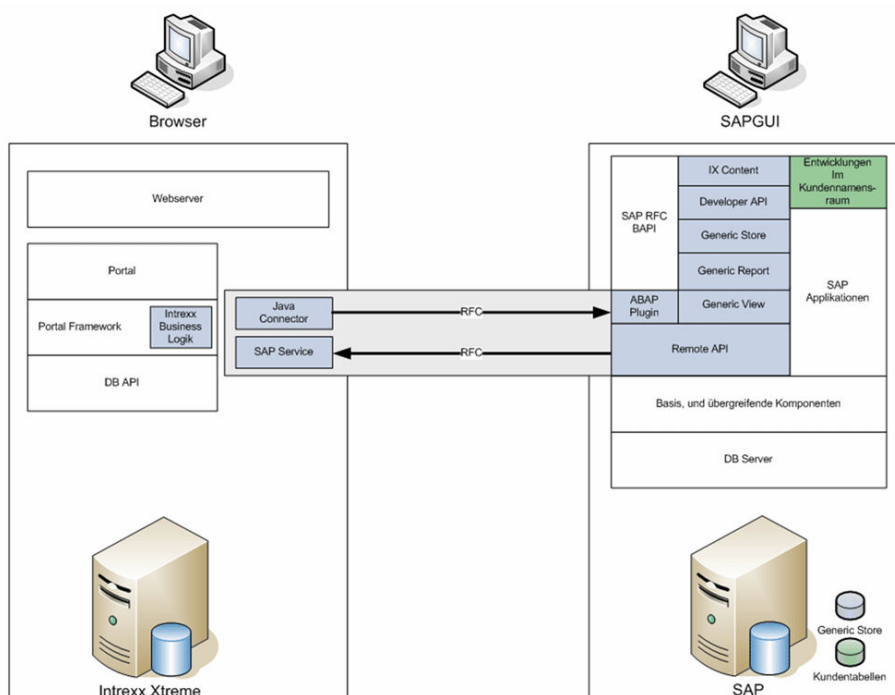 Browser
SAPGUI
Webserver
Portal
Portal Framework
Intrexx
Business
Logik
DB API
Java
Connector
SAP Service
RFC
RFC
SAP RFC
BAPI
IX Content
Developer API
Generic Store
Generic Report
ABAP
Plugin
Generic View
Remote API
Entwicklungen
Im
Kundennamens-
raum
SAP
Applikationen
Basis, und übergreifende Komponenten
DB Server
Intrexx Xtreme
SAP
Generic Store
Kundentabellen